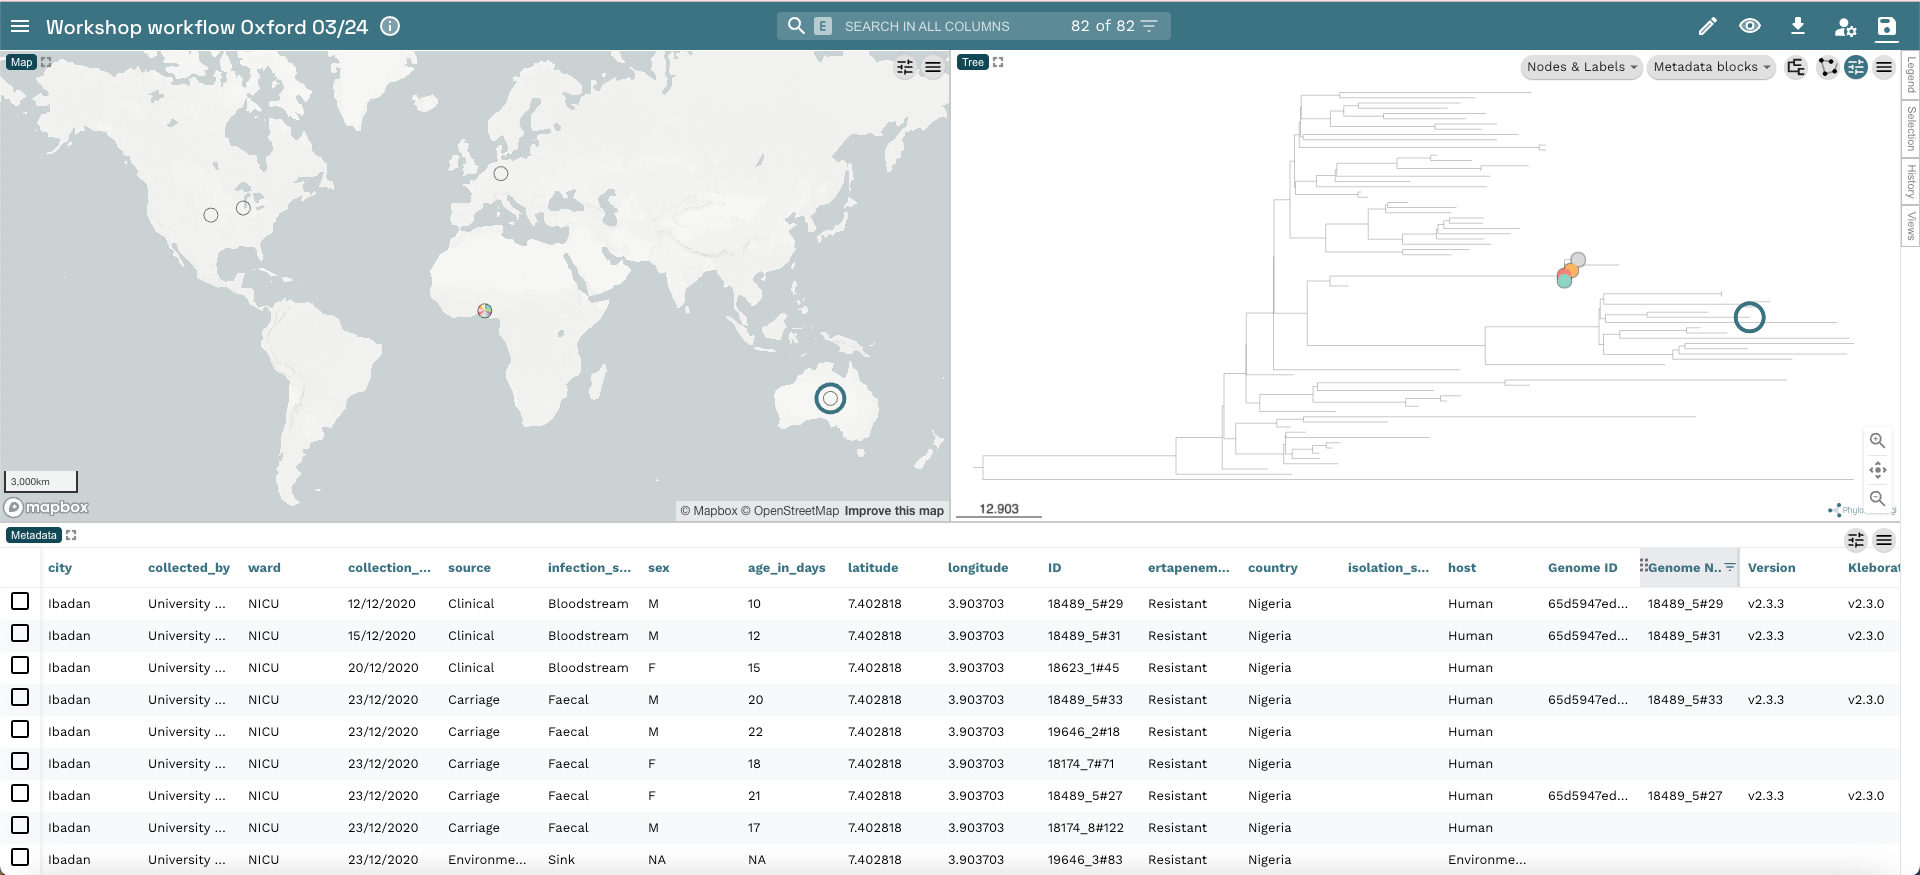 Workshop workflow Oxford 03/24
E SEARCH IN ALL COLUMNS 82 of 82
Map
3,000km
mapbox
© Mapbox © OpenStreetMap Improve this map
Tree
Nodes & Labels Metadata blocks
12.903
Legend
Selection
History
Views
Metadata
city collected_by ward collection_... source infection_s... sex age_in_days latitude longitude ID ertapenem... country isolation_s... host Genome ID Genome N... Version Kleborat
Ibadan University ... NICU 12/12/2020 Clinical Bloodstream M 10 7.402818 3.903703 18489_5#29 Resistant Nigeria Human 65d5947ed... 18489_5#29 v2.3.3 v2.3.0
Ibadan University ... NICU 15/12/2020 Clinical Bloodstream M 12 7.402818 3.903703 18489_5#31 Resistant Nigeria Human 65d5947ed... 18489_5#31 v2.3.3 v2.3.0
Ibadan University ... NICU 20/12/2020 Clinical Bloodstream F 15 7.402818 3.903703 18623_1#45 Resistant Nigeria Human
Ibadan University ... NICU 23/12/2020 Carriage Faecal M 20 7.402818 3.903703 18489_5#33 Resistant Nigeria Human 65d5947ed... 18489_5#33 v2.3.3 v2.3.0
Ibadan University ... NICU 23/12/2020 Carriage Faecal M 22 7.402818 3.903703 19646_2#18 Resistant Nigeria Human
Ibadan University ... NICU 23/12/2020 Carriage Faecal F 18 7.402818 3.903703 18174_7#71 Resistant Nigeria Human
Ibadan University ... NICU 23/12/2020 Carriage Faecal F 21 7.402818 3.903703 18489_5#27 Resistant Nigeria Human 65d5947ed... 18489_5#27 v2.3.3 v2.3.0
Ibadan University ... NICU 23/12/2020 Carriage Faecal M 17 7.402818 3.903703 18174_8#122 Resistant Nigeria Human
Ibadan University ... NICU 23/12/2020 Environme... Sink NA NA 7.402818 3.903703 19646_3#83 Resistant Nigeria Environme...